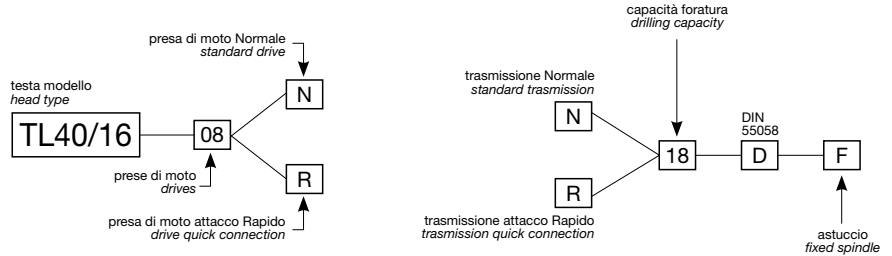 presa di moto Normale
standard drive
testa modello
head type
TL40/16
08
N
R
prese di moto
drives
presa di moto attacco Rapido
drive quick connection
capacità foratura
drilling capacity
trasmissione Normale
standard trasmission
N
R
18
DIN
55058
D
F
trasmissione attacco Rapido
trasmission quick connection
astuccio
fixed spindle